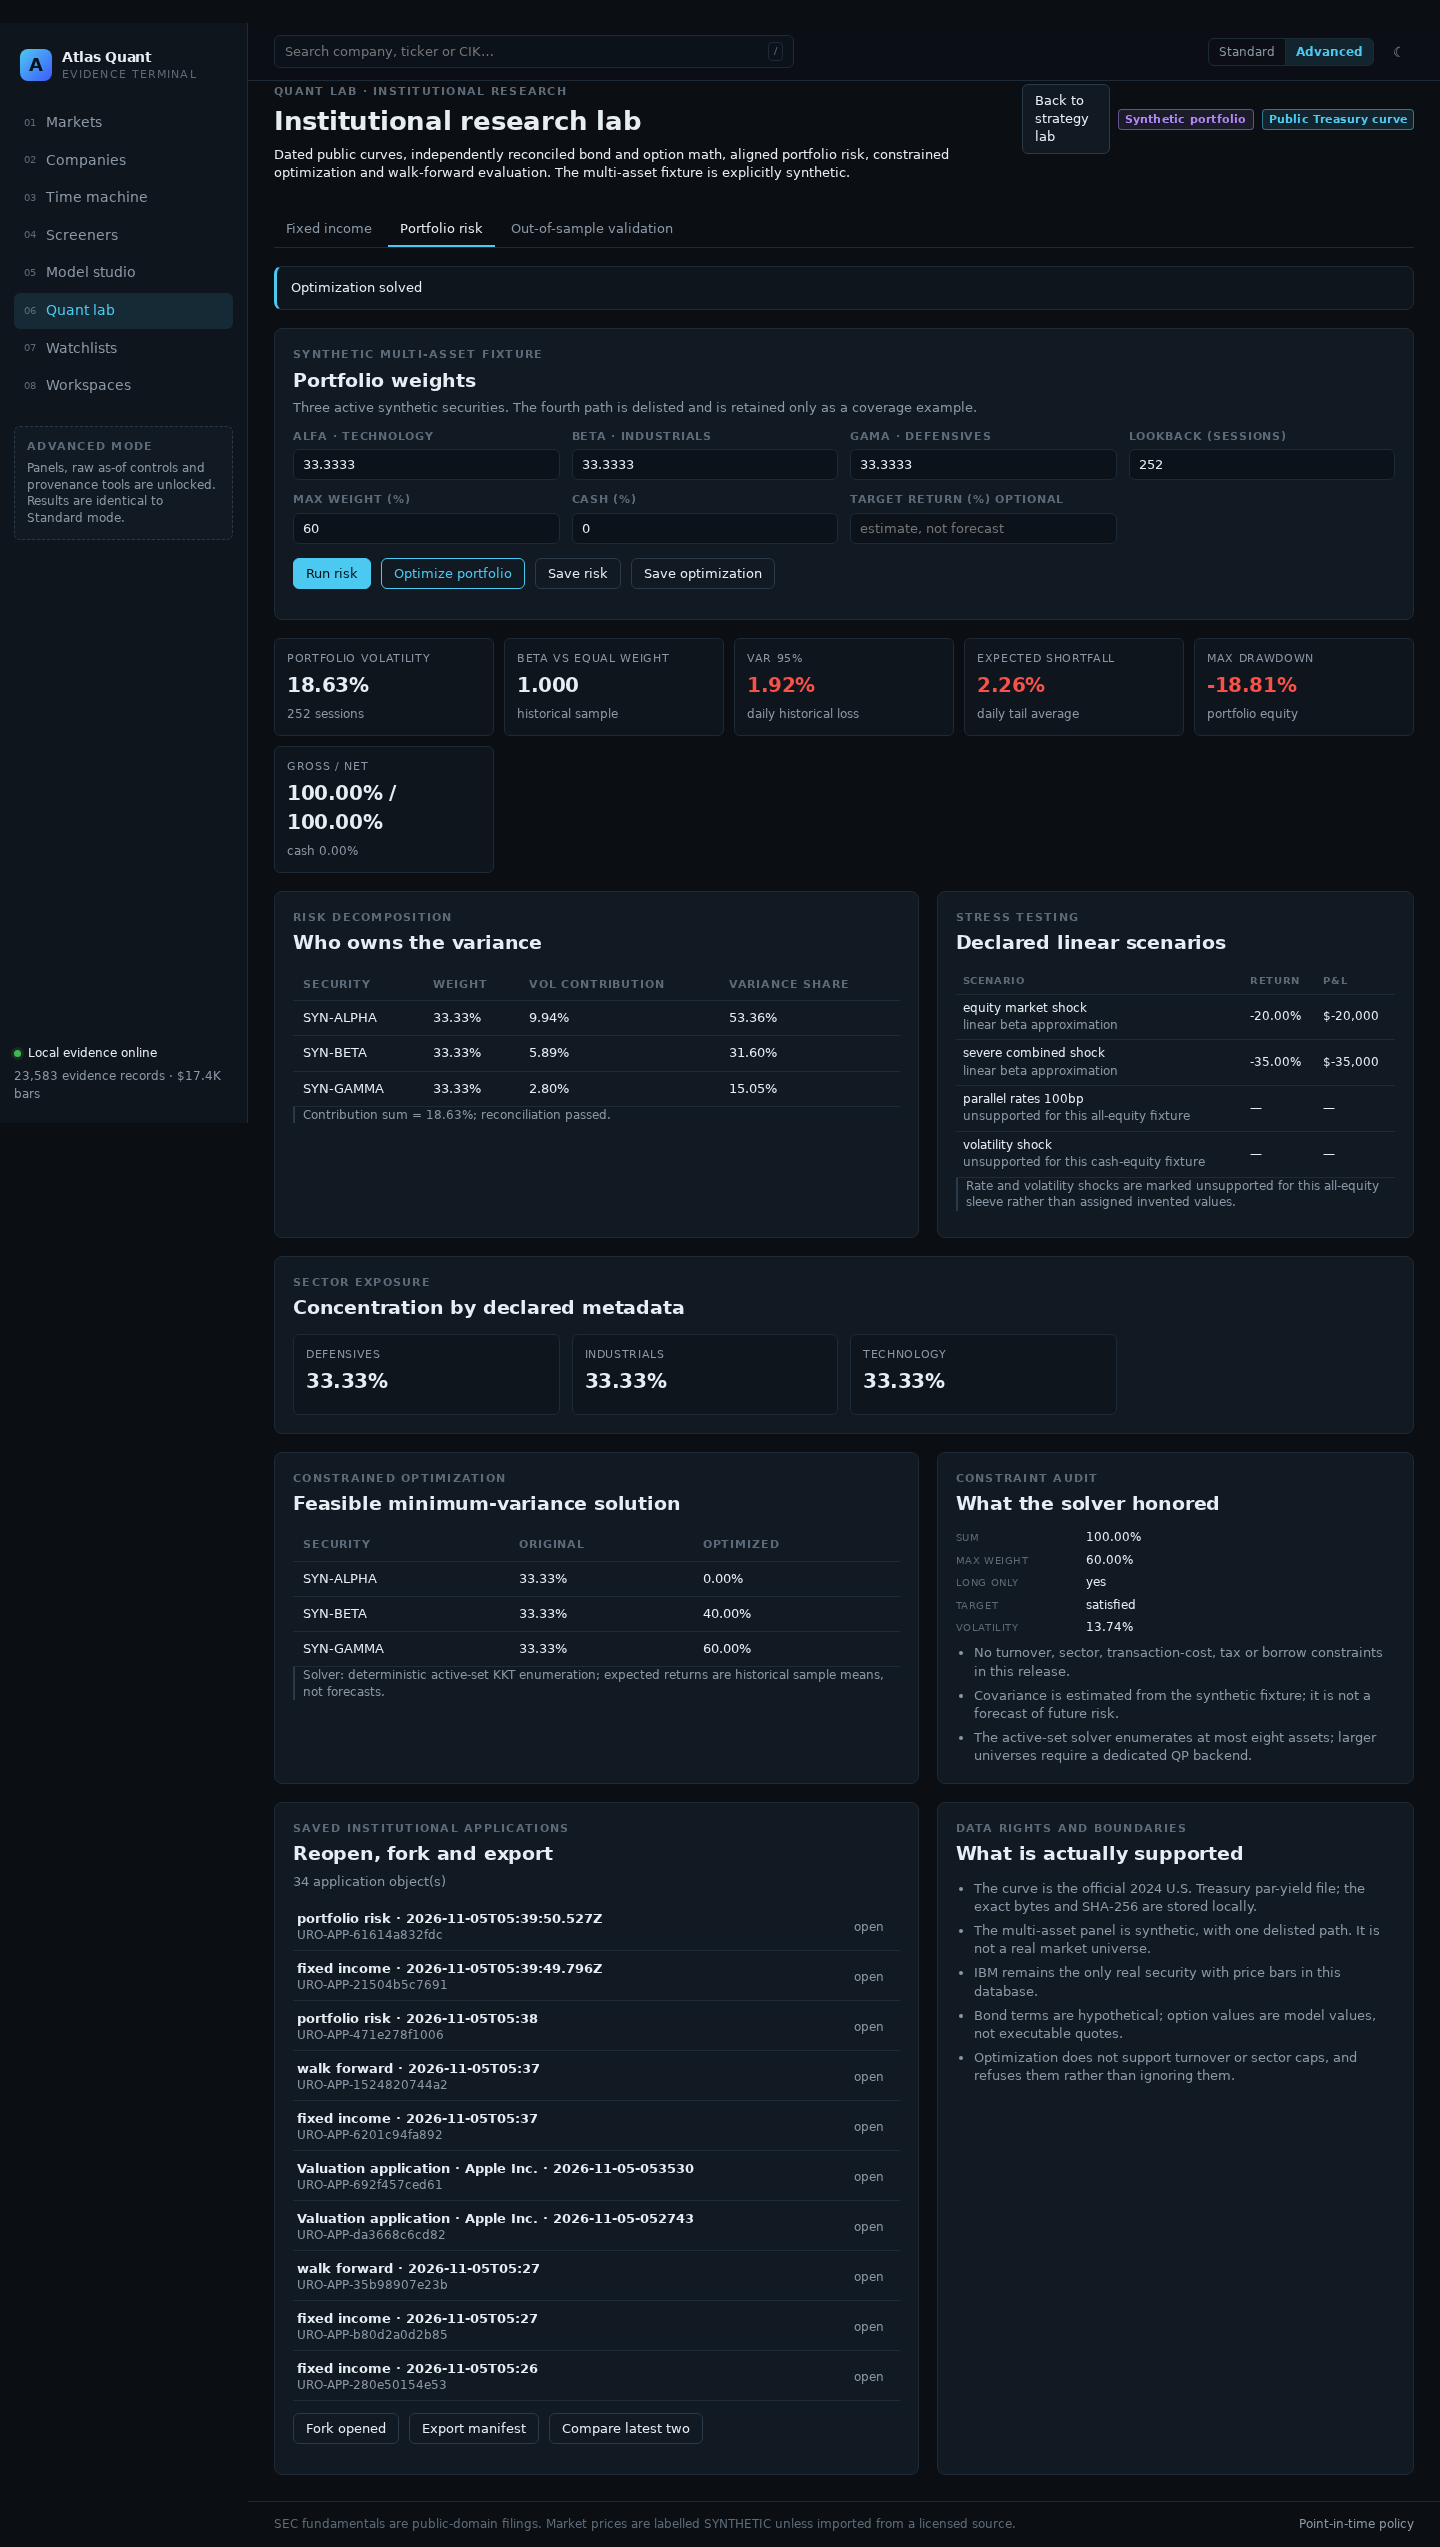 A
Atlas Quant
EVIDENCE TERMINAL
01 Markets
02 Companies
03 Time machine
04 Screeners
05 Model studio
06 Quant lab
07 Watchlists
08 Workspaces
ADVANCED MODE
Panels, raw as-of controls and
provenance tools are unlocked.
Results are identical to
Standard mode.
Local evidence online
23,583 evidence records · $17.4K
bars
Search company, ticker or CIK...
/
Standard Advanced
QUANT LAB · INSTITUTIONAL RESEARCH
Institutional research lab
Dated public curves, independently reconciled bond and option math, aligned portfolio risk, constrained
optimization and walk-forward evaluation. The multi-asset fixture is explicitly synthetic.
Back to
strategy
lab
Synthetic portfolio
Public Treasury curve
Fixed income Portfolio risk Out-of-sample validation
Optimization solved
SYNTHETIC MULTI-ASSET FIXTURE
Portfolio weights
Three active synthetic securities. The fourth path is delisted and is retained only as a coverage example.
ALFA · TECHNOLOGY BETA · INDUSTRIALS GAMA · DEFENSIVES LOOKBACK (SESSIONS)
33.3333 33.3333 33.3333 252
MAX WEIGHT (%) CASH (%) TARGET RETURN (%) OPTIONAL
60 0 estimate, not forecast
Run risk Optimize portfolio Save risk Save optimization
PORTFOLIO VOLATILITY
18.63%
252 sessions
BETA VS EQUAL WEIGHT
1.000
historical sample
VAR 95%
1.92%
daily historical loss
EXPECTED SHORTFALL
2.26%
daily tail average
MAX DRAWDOWN
-18.81%
portfolio equity
GROSS / NET
100.00% /
100.00%
cash 0.00%
RISK DECOMPOSITION
Who owns the variance
SECURITY WEIGHT VOL CONTRIBUTION VARIANCE SHARE
SYN-ALPHA 33.33% 9.94% 53.36%
SYN-BETA 33.33% 5.89% 31.60%
SYN-GAMMA 33.33% 2.80% 15.05%
Contribution sum = 18.63%; reconciliation passed.
STRESS TESTING
Declared linear scenarios
SCENARIO RETURN P&L
equity market shock
linear beta approximation
-20.00% $-20,000
severe combined shock
linear beta approximation
-35.00% $-35,000
parallel rates 100bp
unsupported for this all-equity fixture
— —
volatility shock
unsupported for this cash-equity fixture
— —
Rate and volatility shocks are marked unsupported for this all-equity
sleeve rather than assigned invented values.
SECTOR EXPOSURE
Concentration by declared metadata
DEFENSIVES
33.33%
INDUSTRIALS
33.33%
TECHNOLOGY
33.33%
CONSTRAINED OPTIMIZATION
Feasible minimum-variance solution
SECURITY ORIGINAL OPTIMIZED
SYN-ALPHA 33.33% 0.00%
SYN-BETA 33.33% 40.00%
SYN-GAMMA 33.33% 60.00%
Solver: deterministic active-set KKT enumeration; expected returns are historical sample means,
not forecasts.
CONSTRAINT AUDIT
What the solver honored
SUM 100.00%
MAX WEIGHT 60.00%
LONG ONLY yes
TARGET satisfied
VOLATILITY 13.74%
• No turnover, sector, transaction-cost, tax or borrow constraints
in this release.
• Covariance is estimated from the synthetic fixture; it is not a
forecast of future risk.
• The active-set solver enumerates at most eight assets; larger
universes require a dedicated QP backend.
SAVED INSTITUTIONAL APPLICATIONS
Reopen, fork and export
34 application object(s)
portfolio risk · 2026-11-05T05:39:50.527Z
URO-APP-61614a832fdc
open
fixed income · 2026-11-05T05:39:49.796Z
URO-APP-21504b5c7691
open
portfolio risk · 2026-11-05T05:38
URO-APP-471e278f1006
open
walk forward · 2026-11-05T05:37
URO-APP-1524820744a2
open
fixed income · 2026-11-05T05:37
URO-APP-6201c94fa892
open
Valuation application · Apple Inc. · 2026-11-05-053530
URO-APP-692f457ced61
open
Valuation application · Apple Inc. · 2026-11-05-052743
URO-APP-da3668c6cd82
open
walk forward · 2026-11-05T05:27
URO-APP-35b98907e23b
open
fixed income · 2026-11-05T05:27
URO-APP-b80d2a0d2b85
open
fixed income · 2026-11-05T05:26
URO-APP-280e50154e53
open
Fork opened Export manifest Compare latest two
DATA RIGHTS AND BOUNDARIES
What is actually supported
• The curve is the official 2024 U.S. Treasury par-yield file; the
exact bytes and SHA-256 are stored locally.
• The multi-asset panel is synthetic, with one delisted path. It is
not a real market universe.
• IBM remains the only real security with price bars in this
database.
• Bond terms are hypothetical; option values are model values,
not executable quotes.
• Optimization does not support turnover or sector caps, and
refuses them rather than ignoring them.
SEC fundamentals are public-domain filings. Market prices are labelled SYNTHETIC unless imported from a licensed source.
Point-in-time policy